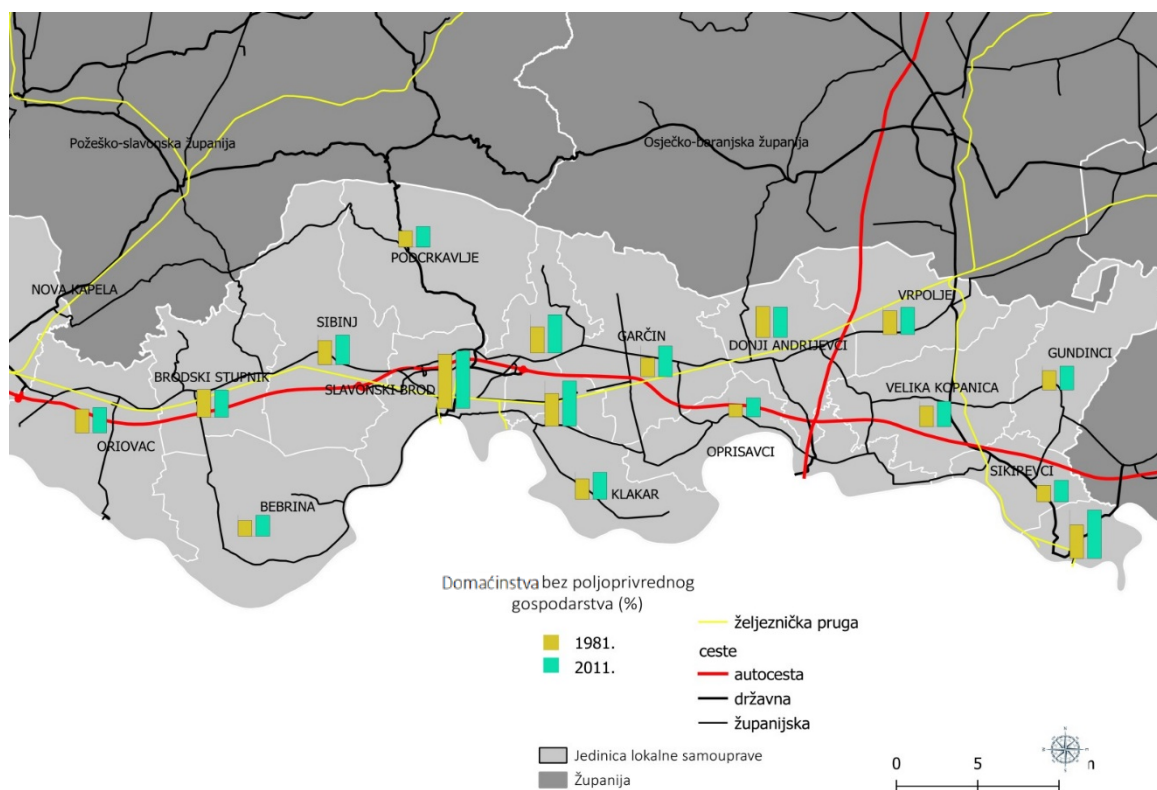 Požeško-slavonska županija
Osječko-baranjska županija
PODCRKAVLJE
NOVA KAPELA
VRPOLJE
SIBINJ
GARČIN
DONJI ANDRIJEVCI
GUNDINCI
BRODSKI STUPNIK
SLAVONSKI BROD
VELIKA KOPANICA
ORIOVAC
OPRISAVCI
SIKIREVCI
KLAKAR
BEBRINA
Domaćinstva bez poljoprivrednog
gospodarstva (%)
1981.
2011.
željeznička pruga
ceste
autocesta
državna
županijska
Jedinica lokalne samouprave
Županija
0 5 n